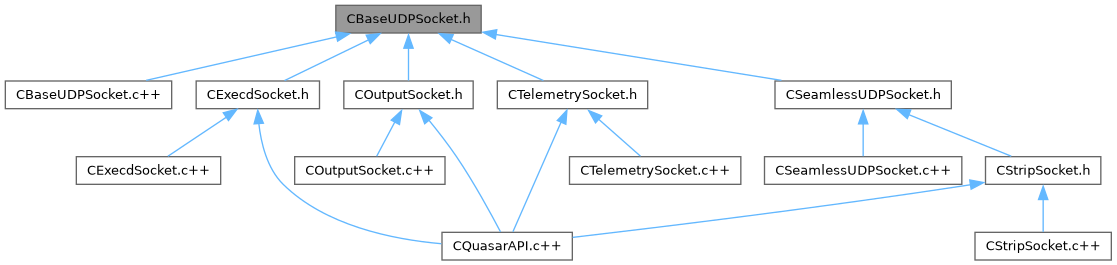 CBaseUDPSocket.h
CBaseUDPSocket.c++
CExecdSocket.h
COutputSocket.h
CTelemetrySocket.h
CSeamlessUDPSocket.h
CExecdSocket.c++
COutputSocket.c++
CTelemetrySocket.c++
CSeamlessUDPSocket.c++
CStripSocket.h
CQuasarAPI.c++
CStripSocket.c++